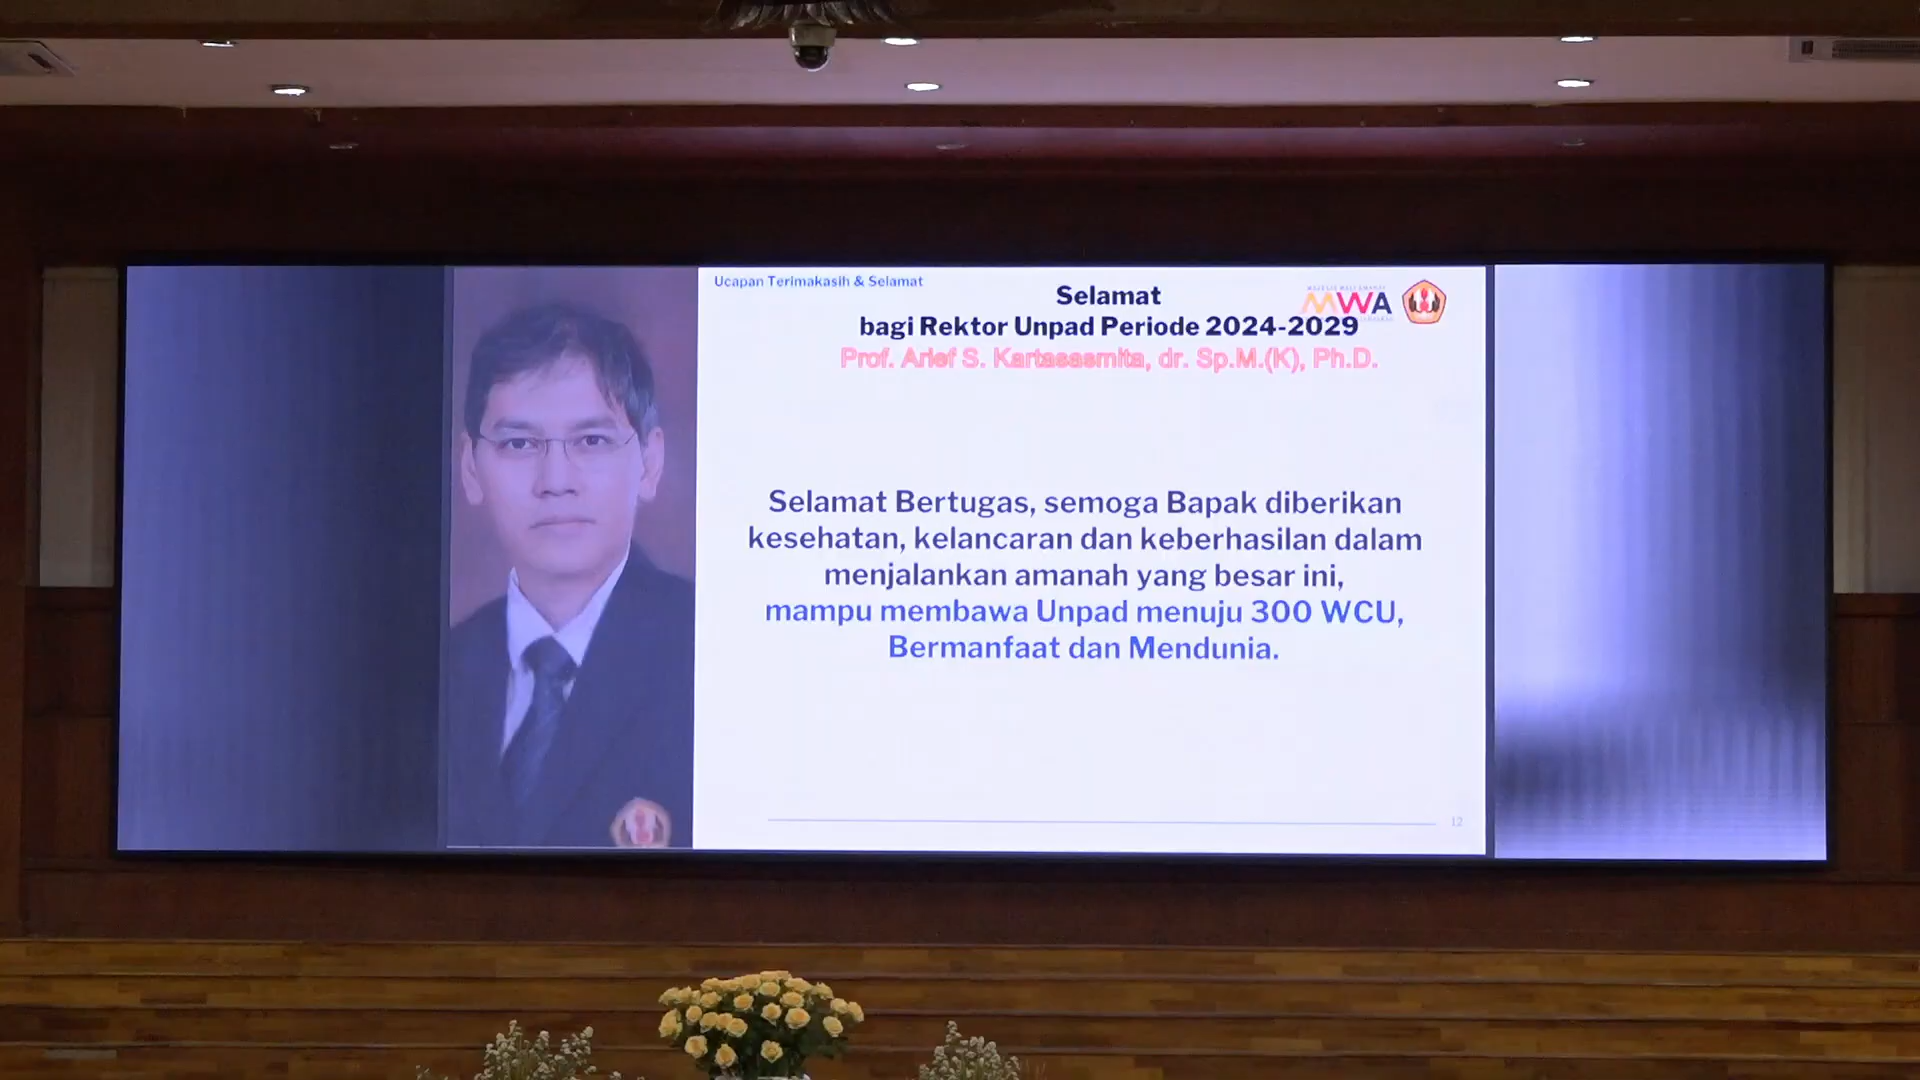 Ucapan Terimakasih & Selamat
Selamat
MWA
bagi Rektor Unpad Periode 2024-2029
Prof. Arief S. Kartasasmita, dr. Sp.M.(K), Ph.D.
Selamat Bertugas, semoga Bapak diberikan
kesehatan, kelancaran dan keberhasilan dalam
menjalankan amanah yang besar ini,
mampu membawa Unpad menuju 300 WCU,
Bermanfaat dan Mendunia.
12